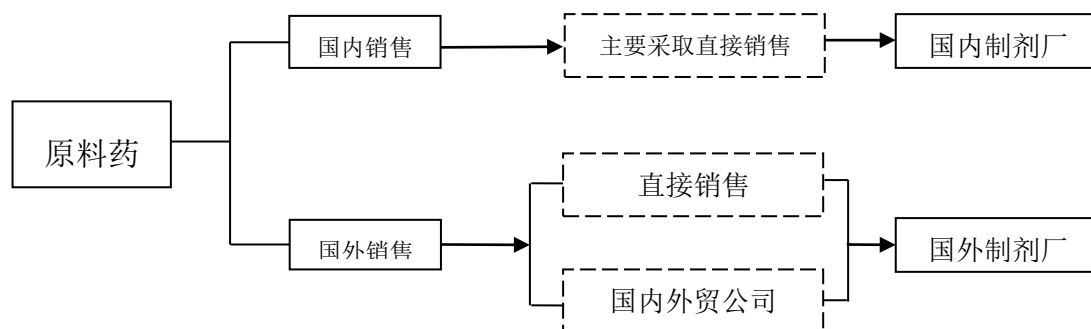 国内销售
主要采取直接销售
国内制剂厂
原料药
直接销售
国外销售
国外制剂厂
国内外贸公司